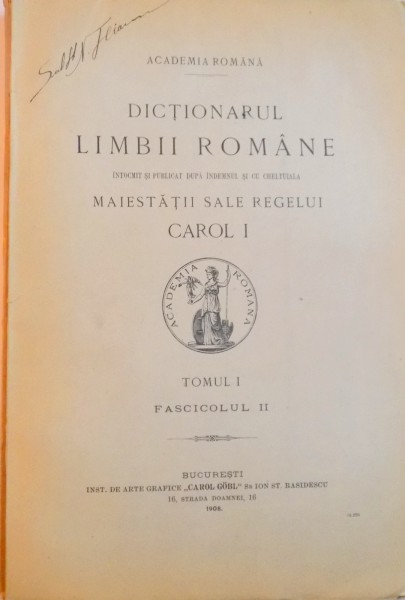 ACADEMIA ROMÂNĂ
DICȚIONARUL
LIMBII ROMÂNE
ÎNTOCMIT ȘI PUBLICAT DUPĂ ÎNDEMNUL ȘI CU CHELTUIALA
MAIESTĂȚII SALE REGELUI
CAROL I
ACADEMIA ROMANA
TOMUL I
FASCICOLUL II
BUCUREȘTI
INST. DE ARTE GRAFICE „CAROL GÖBL" Sr ION ST. RASIDESCU
16, STRADA DOAMNEI, 16
1908.